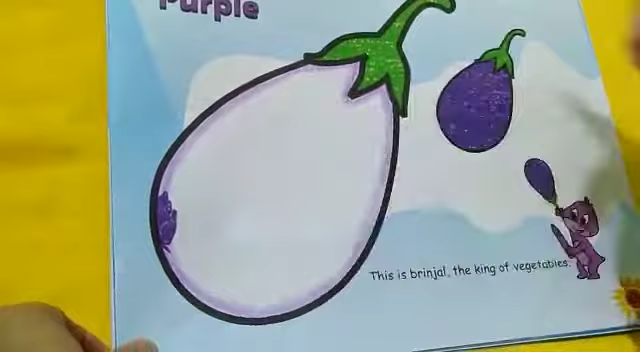 Purple
This is brinjal, the king of vegetables.